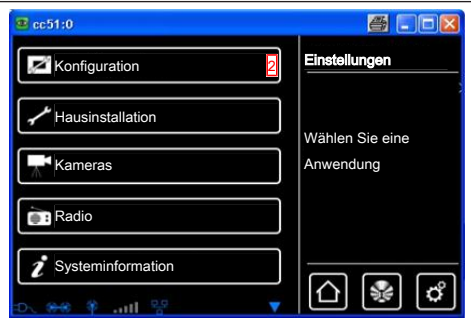 cc51:0
Konfiguration 2
Einstellungen
Hausinstallation
Wählen Sie eine
Anwendung
Kameras
Radio
Systeminformation